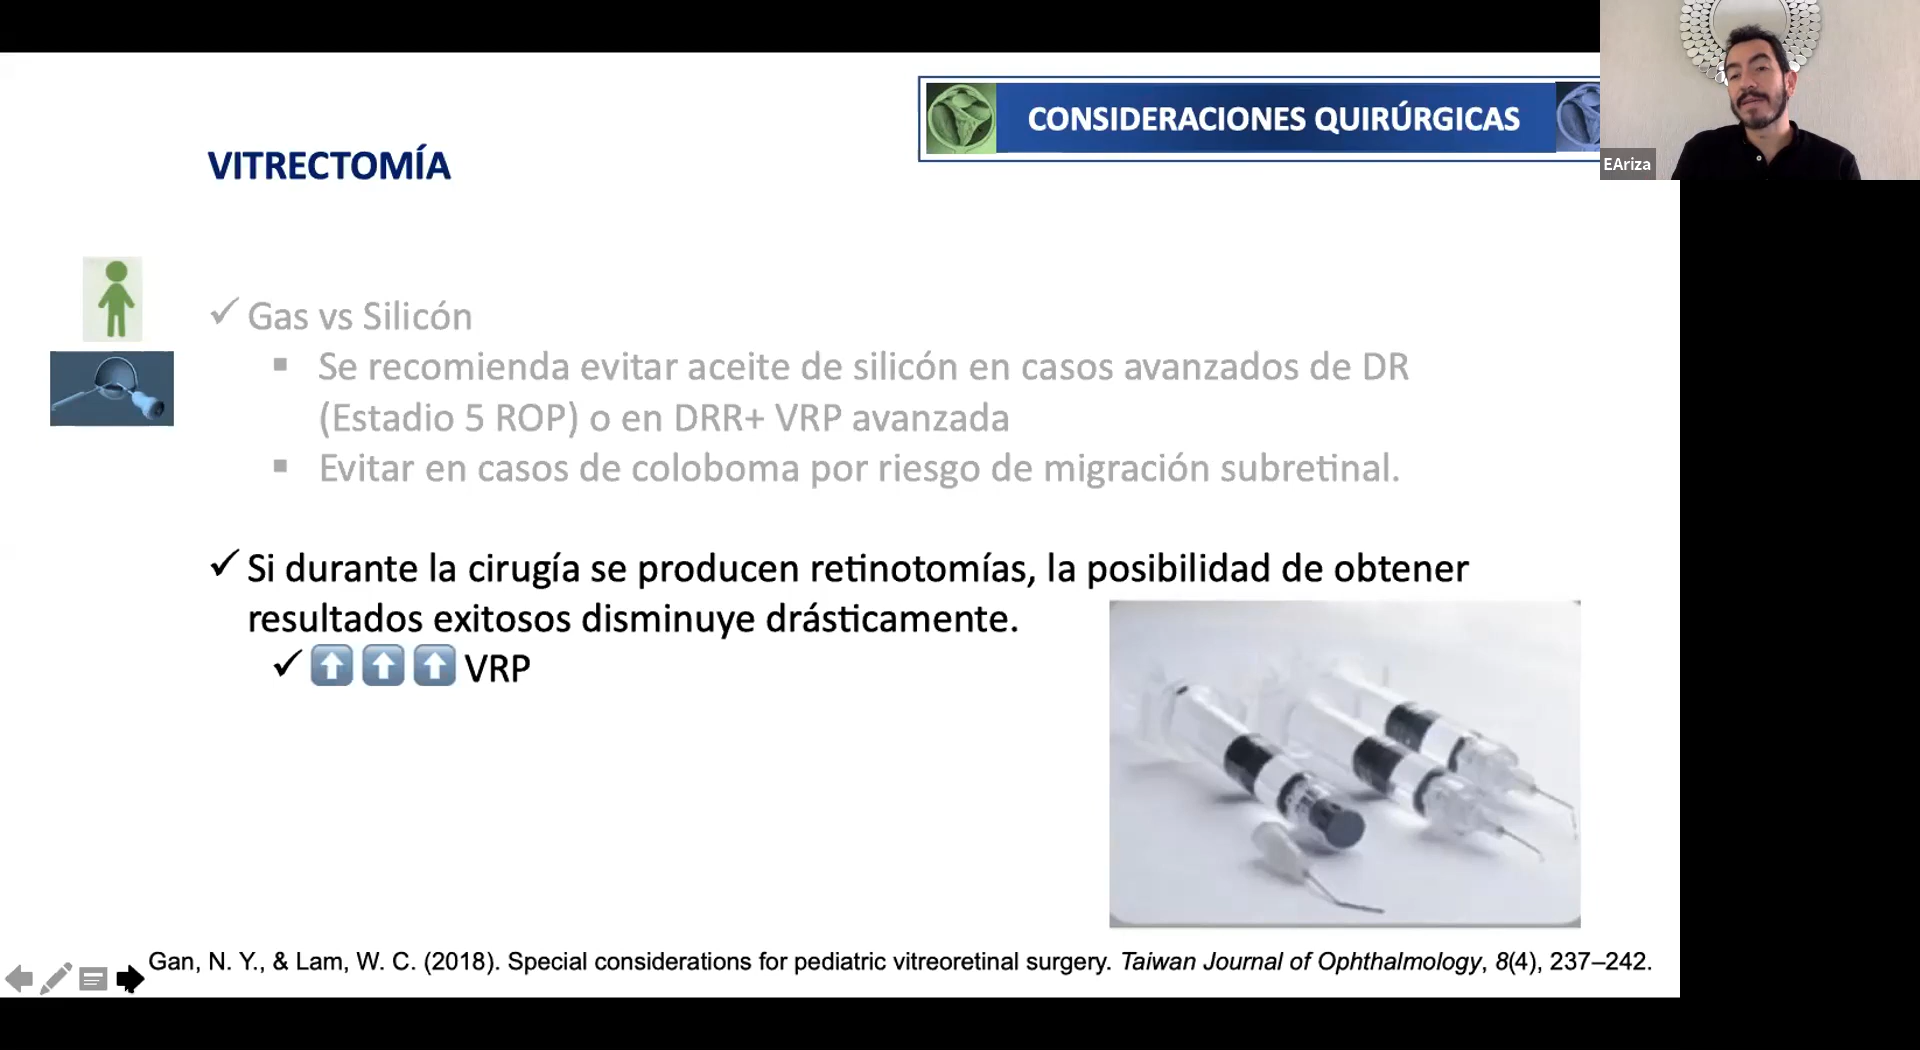 CONSIDERACIONES QUIRÚRGICAS
EAriza
VITRECTOMÍA
✓ Gas vs Silicón
▪ Se recomienda evitar aceite de silicón en casos avanzados de DR
(Estadio 5 ROP) o en DRR+ VRP avanzada
▪ Evitar en casos de coloboma por riesgo de migración subretinal.
✓ Si durante la cirugía se producen retinotomías, la posibilidad de obtener
resultados exitosos disminuye drásticamente.
✓ ⬆️ ⬆️ ⬆️ VRP
Gan, N. Y., & Lam, W. C. (2018). Special considerations for pediatric vitreoretinal surgery. Taiwan Journal of Ophthalmology, 8(4), 237–242.